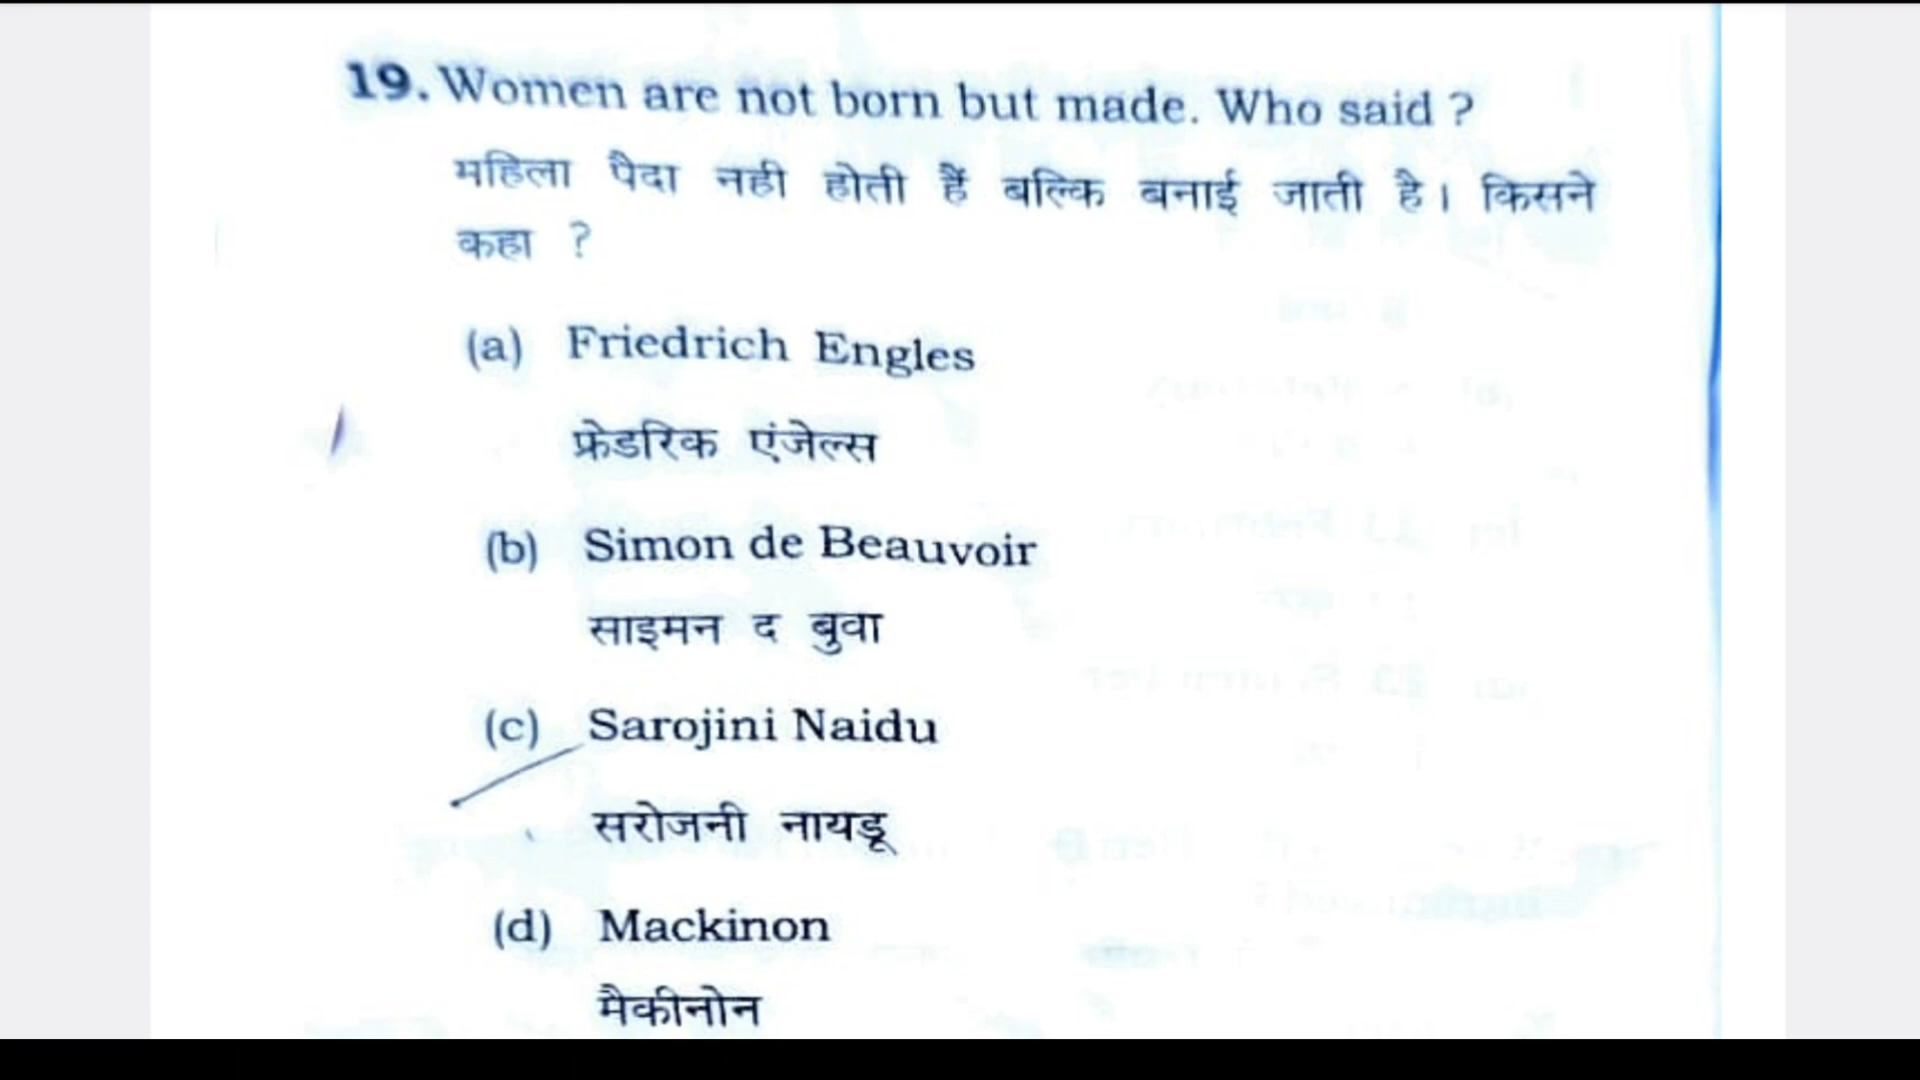 19. Women are not born but made. Who said ?
महिला पैदा नही होती हैं बल्कि बनाई जाती है। किसने
कहा ?
(a) Friedrich Engles
फ्रेडरिक एंजेल्स
(b) Simon de Beauvoir
साइमन द बुवा
(c) Sarojini Naidu
सरोजनी नायडू
(d) Mackinon
मैकीनोन